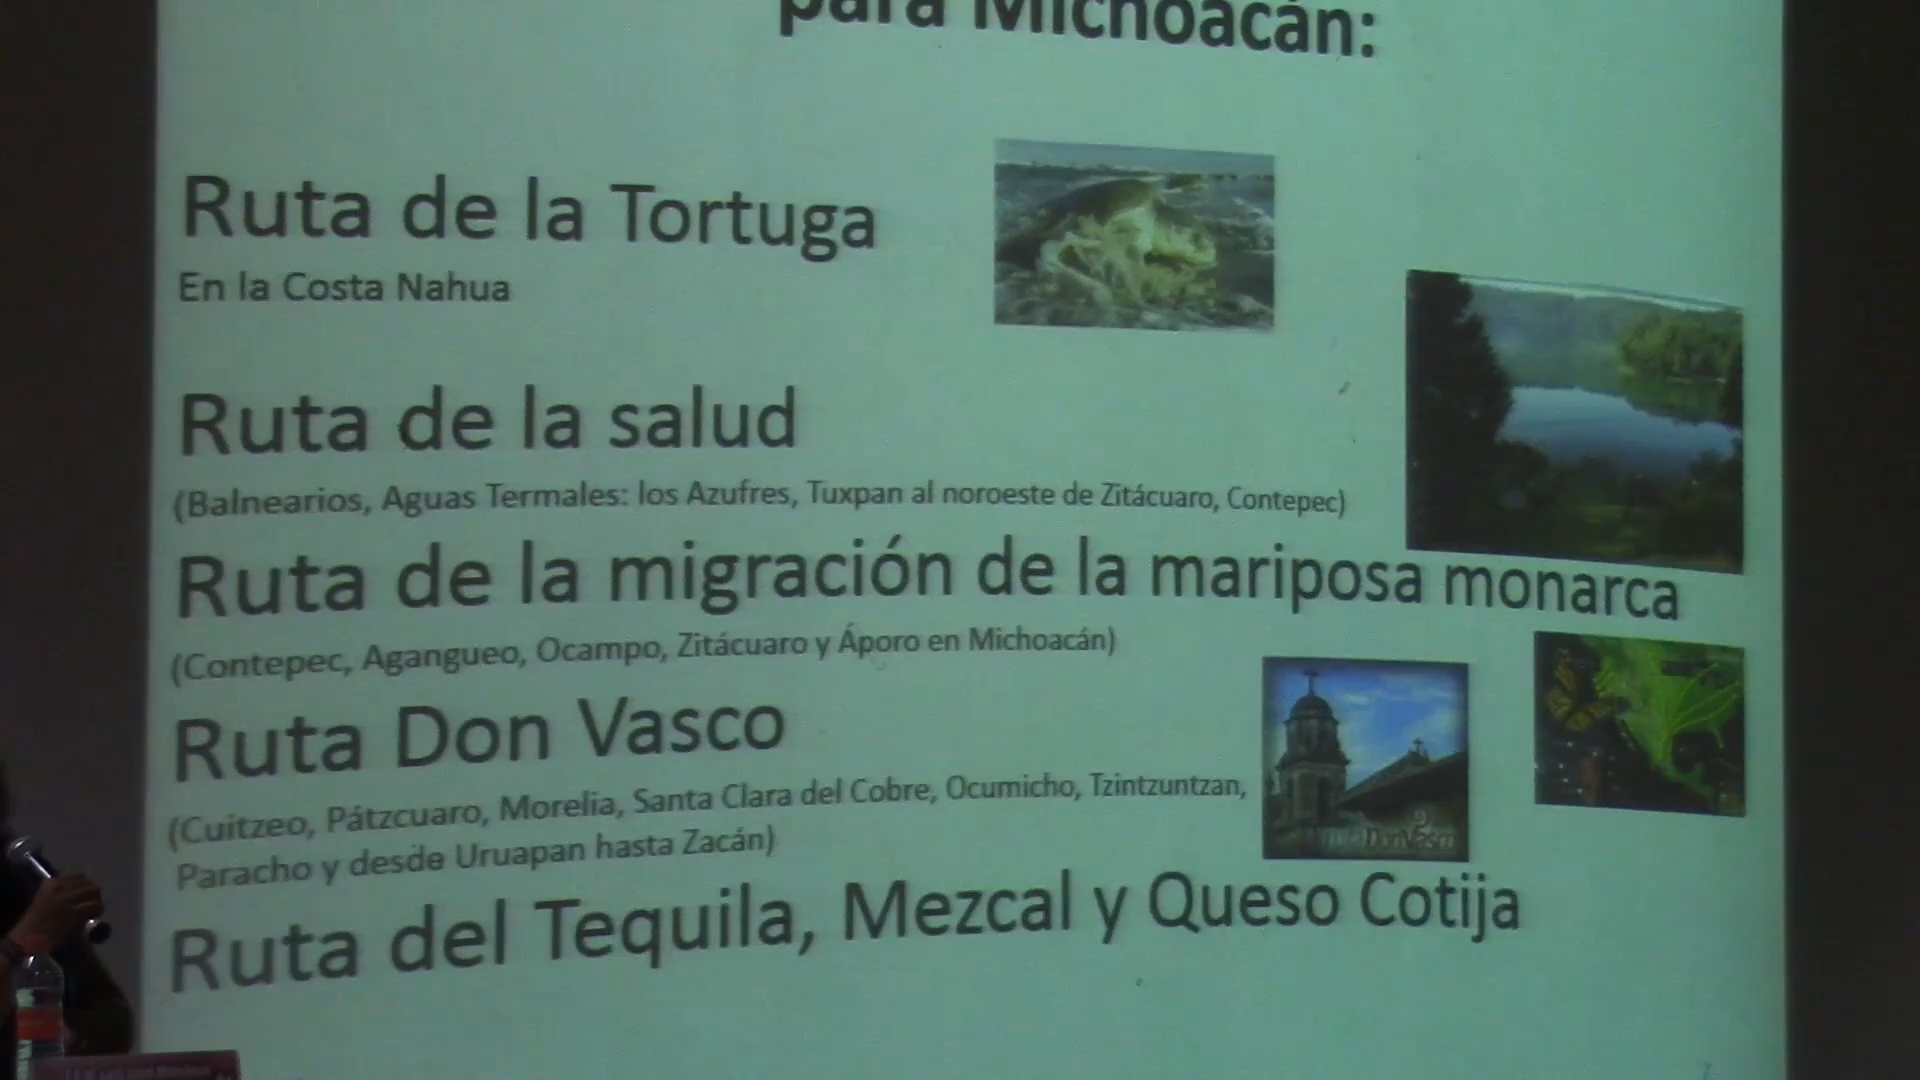 para Michoacán:
Ruta de la Tortuga
En la Costa Nahua
Ruta de la salud
(Balnearios, Aguas Termales: los Azufres, Tuxpan al noroeste de Zitácuaro, Contepec)
Ruta de la migración de la mariposa monarca
(Contepec, Agangueo, Ocampo, Zitácuaro y Áporo en Michoacán)
Ruta Don Vasco
(Cuitzeo, Pátzcuaro, Morelia, Santa Clara del Cobre, Ocumicho, Tzintzuntzan,
Paracho y desde Uruapan hasta Zacán)
DonVasco
Ruta del Tequila, Mezcal y Queso Cotija